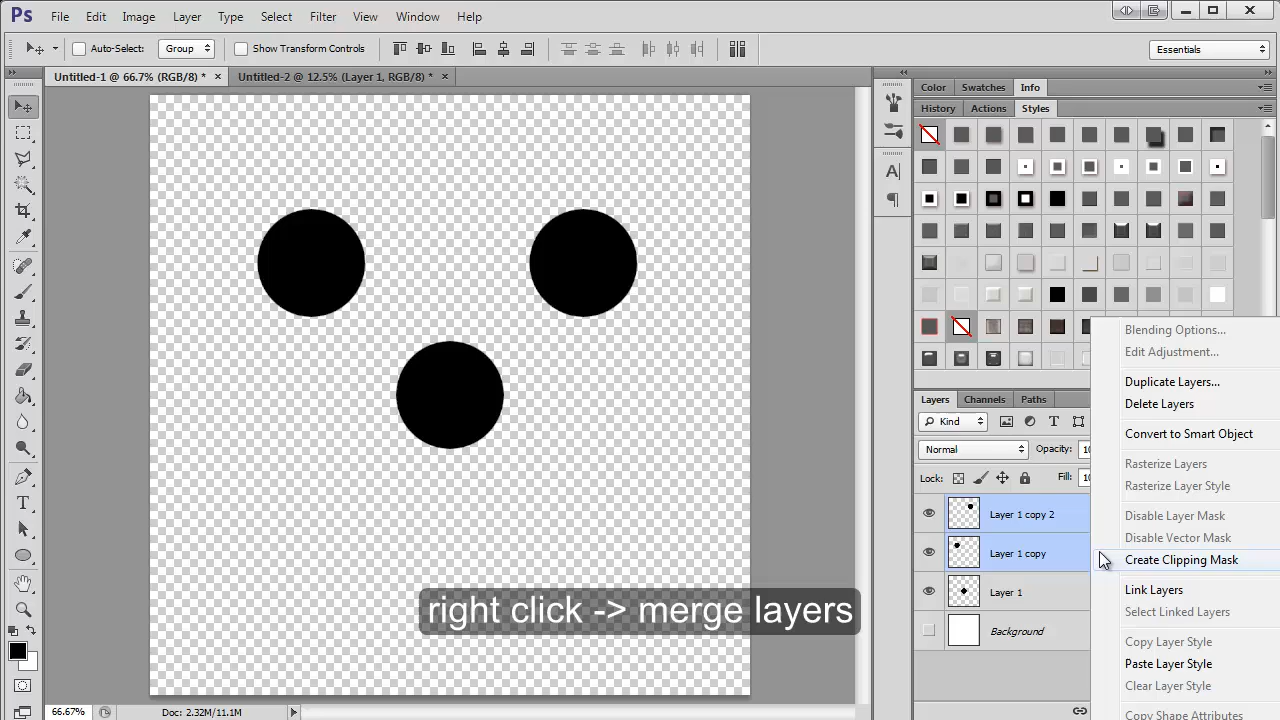 Ps File Edit Image Layer Type Select Filter View Window Help
Auto-Select: Group Show Transform Controls Essentials
Untitled-1 @ 66.7% (RGB/8) * × Untitled-2 @ 12.5% (Layer 1, RGB/8) * ×
Color Swatches Info
History Actions Styles
Layers Channels Paths
Kind
Normal Opacity:
Lock: Fill:
Layer 1 copy 2
Layer 1 copy
Layer 1
Background
Blending Options...
Edit Adjustment...
Duplicate Layers...
Delete Layers
Convert to Smart Object
Rasterize Layers
Rasterize Layer Style
Disable Layer Mask
Disable Vector Mask
Create Clipping Mask
Link Layers
Select Linked Layers
Copy Layer Style
Paste Layer Style
Clear Layer Style
Copy Shape Attributes
right click -> merge layers
66.67% Doc: 2.32M/11.1M